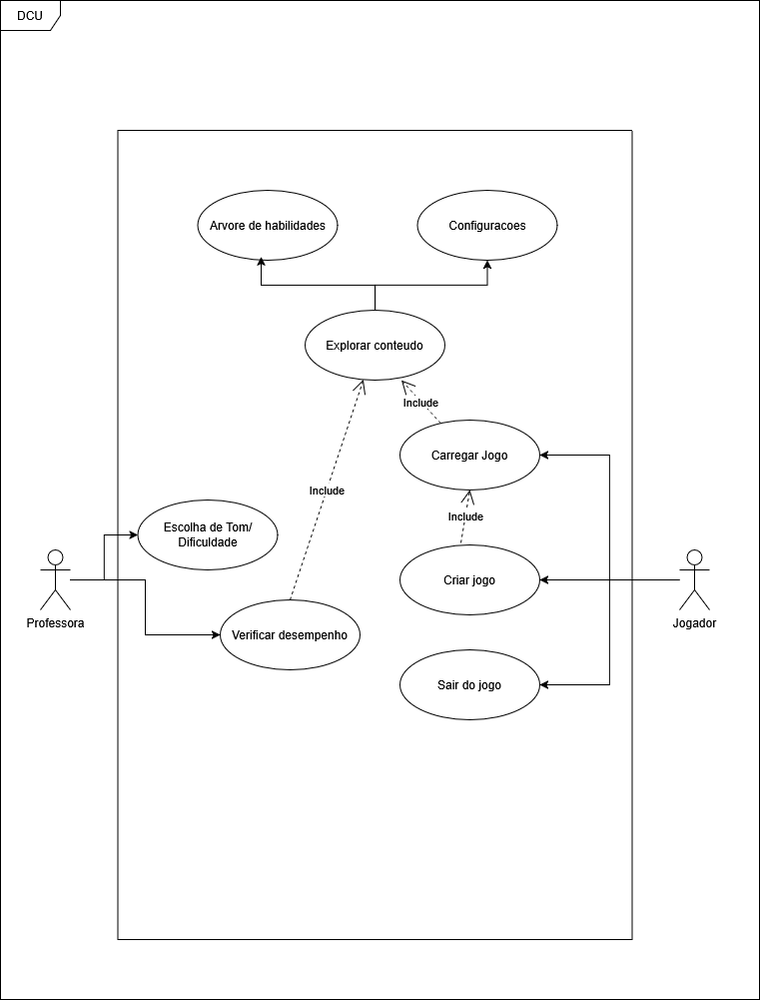 DCU
Arvore de habilidades
Configuracoes
Explorar conteudo
Include
Carregar Jogo
Include
Include
Escolha de Tom/
Dificuldade
Criar jogo
Professora
Jogador
Verificar desempenho
Sair do jogo